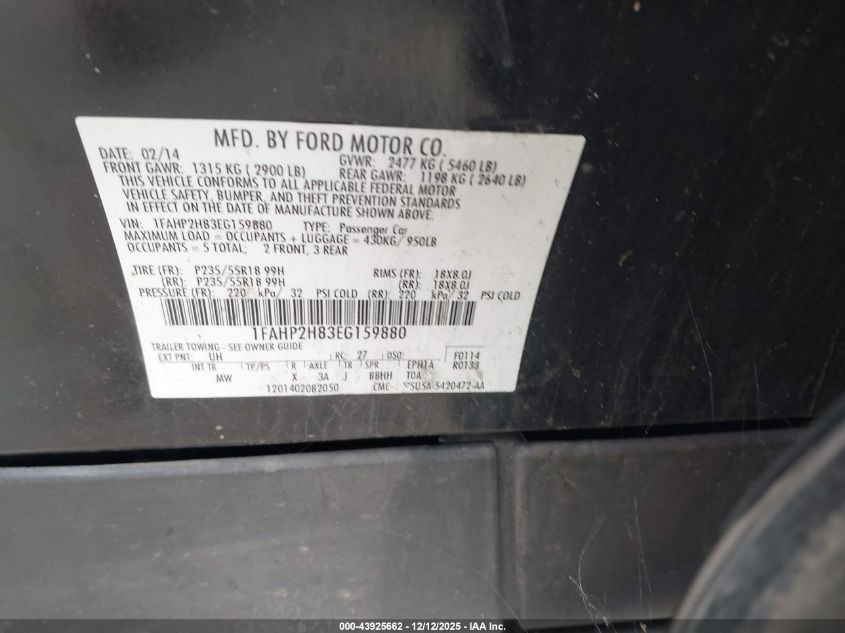 MFD. BY FORD MOTOR CO.
DATE: 02/14 GVWR: 2477 KG ( 5460 LB)
FRONT GAWR: 1315 KG ( 2900 LB) REAR GAWR: 1198 KG ( 2640 LB)
THIS VEHICLE CONFORMS TO ALL APPLICABLE FEDERAL MOTOR
VEHICLE SAFETY, BUMPER, AND THEFT PREVENTION STANDARDS
IN EFFECT ON THE DATE OF MANUFACTURE SHOWN ABOVE.
VIN: 1FAHP2H83EG159880 TYPE: Passenger Car
MAXIMUM LOAD = OCCUPANTS + LUGGAGE = 430KG/ 950LB
OCCUPANTS = 5 TOTAL; 2 FRONT, 3 REAR
TIRE (FR): P235/55R18 99H RIMS (FR): 18X8.0J
(RR): P235/55R18 99H (RR): 18X8.0J
PRESSURE (FR): 220 kPa/ 32 PSI COLD (RR): 220 kPa/ 32 PSI COLD
1FAHP2H83EG159880
TRAILER TOWING - SEE OWNER GUIDE
EXT PNT: UH RC: 27 DSO: F0114
INT TR TP/PS R AXLE TR SPR R0133
MW X 3A J BBHH
1201402082050 CMC 5U5A-5420472-AA
000-43925662 - 12/12/2025 - IAA Inc.